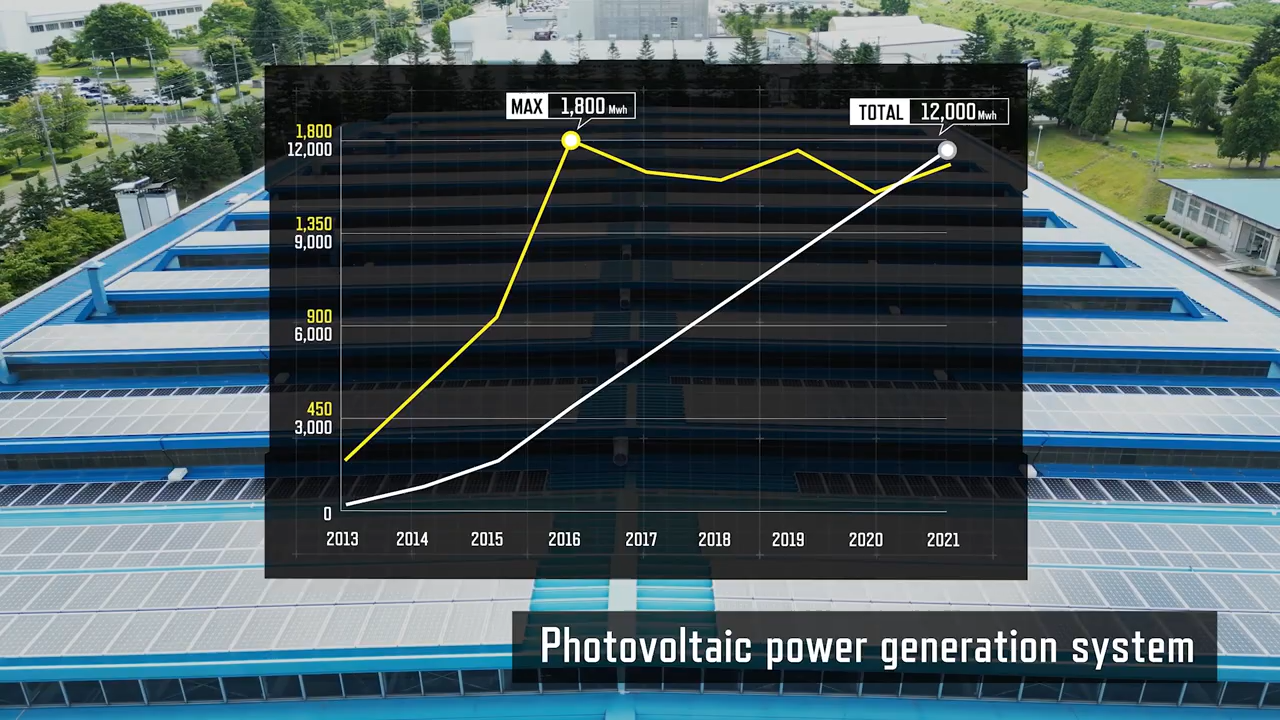 MAX 1,800 Mwh
TOTAL 12,000 Mwh
1,800
12,000
1,350
9,000
900
6,000
450
3,000
0
2013 2014 2015 2016 2017 2018 2019 2020 2021
Photovoltaic power generation system